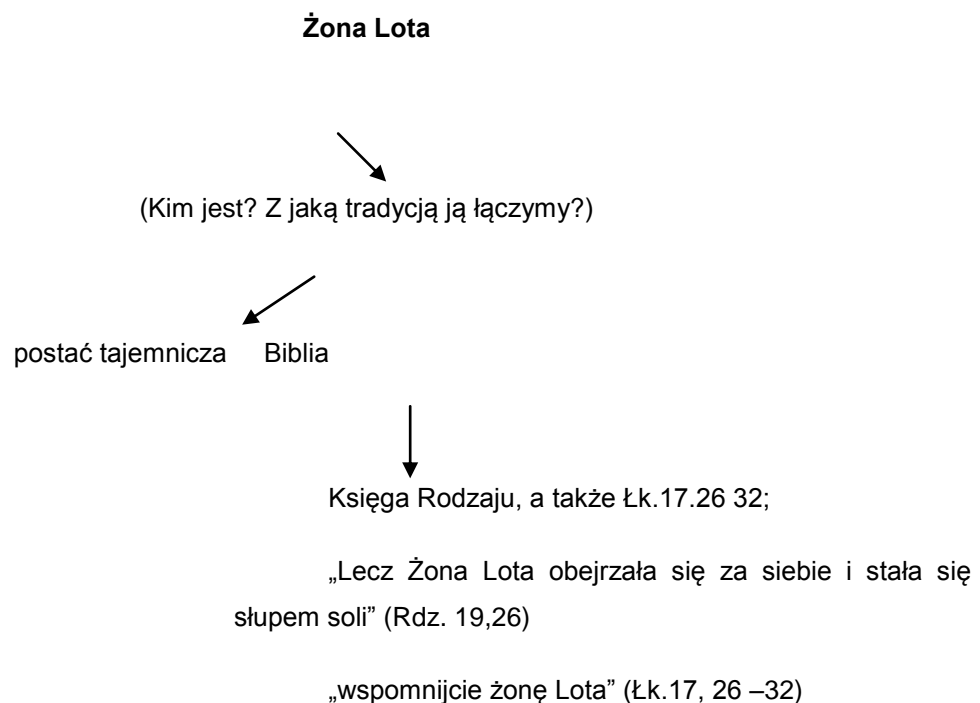 Żona Lota
(Kim jest? Z jaką tradycją ją łączymy?)
postać tajemnicza Biblia
Księga Rodzaju, a także Łk.17.26 32;
„Lecz Żona Lota obejrzała się za siebie i stała się
słupem soli” (Rdz. 19,26)
„wspomnijcie żonę Lota” (Łk.17, 26 –32)